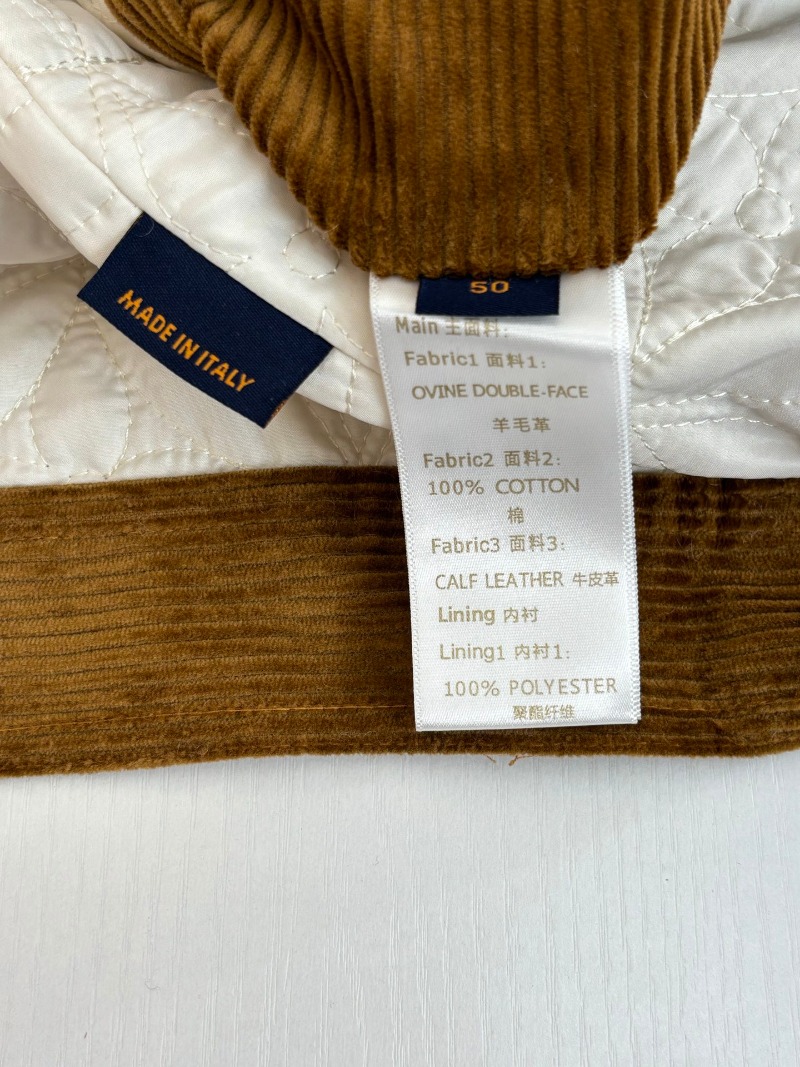 MADE IN ITALY
50
Main 主面料:
Fabric1 面料1:
OVINE DOUBLE-FACE
羊毛革
Fabric2 面料2:
100% COTTON
棉
Fabric3 面料3:
CALF LEATHER 牛皮革
Lining 内衬
Lining1 内衬1:
100% POLYESTER
聚酯纤维